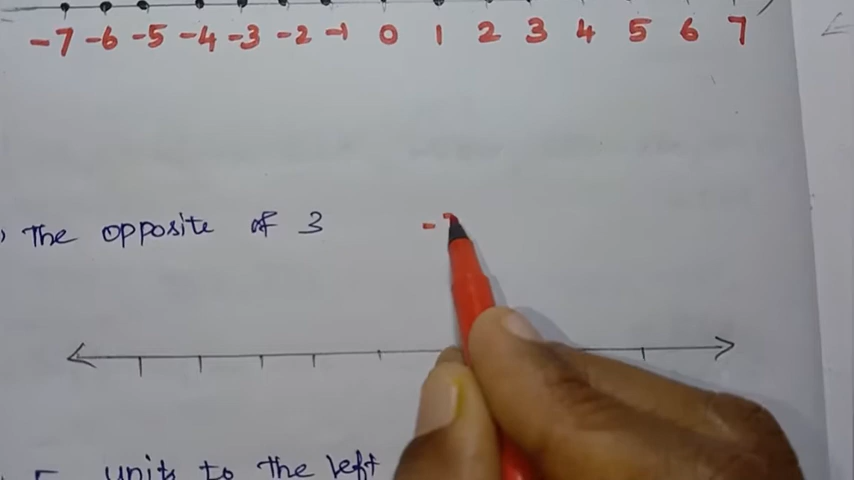 -7 -6 -5 -4 -3 -2 -1 0 1 2 3 4 5 6 7
) The opposite of 3 -
5 units to the left